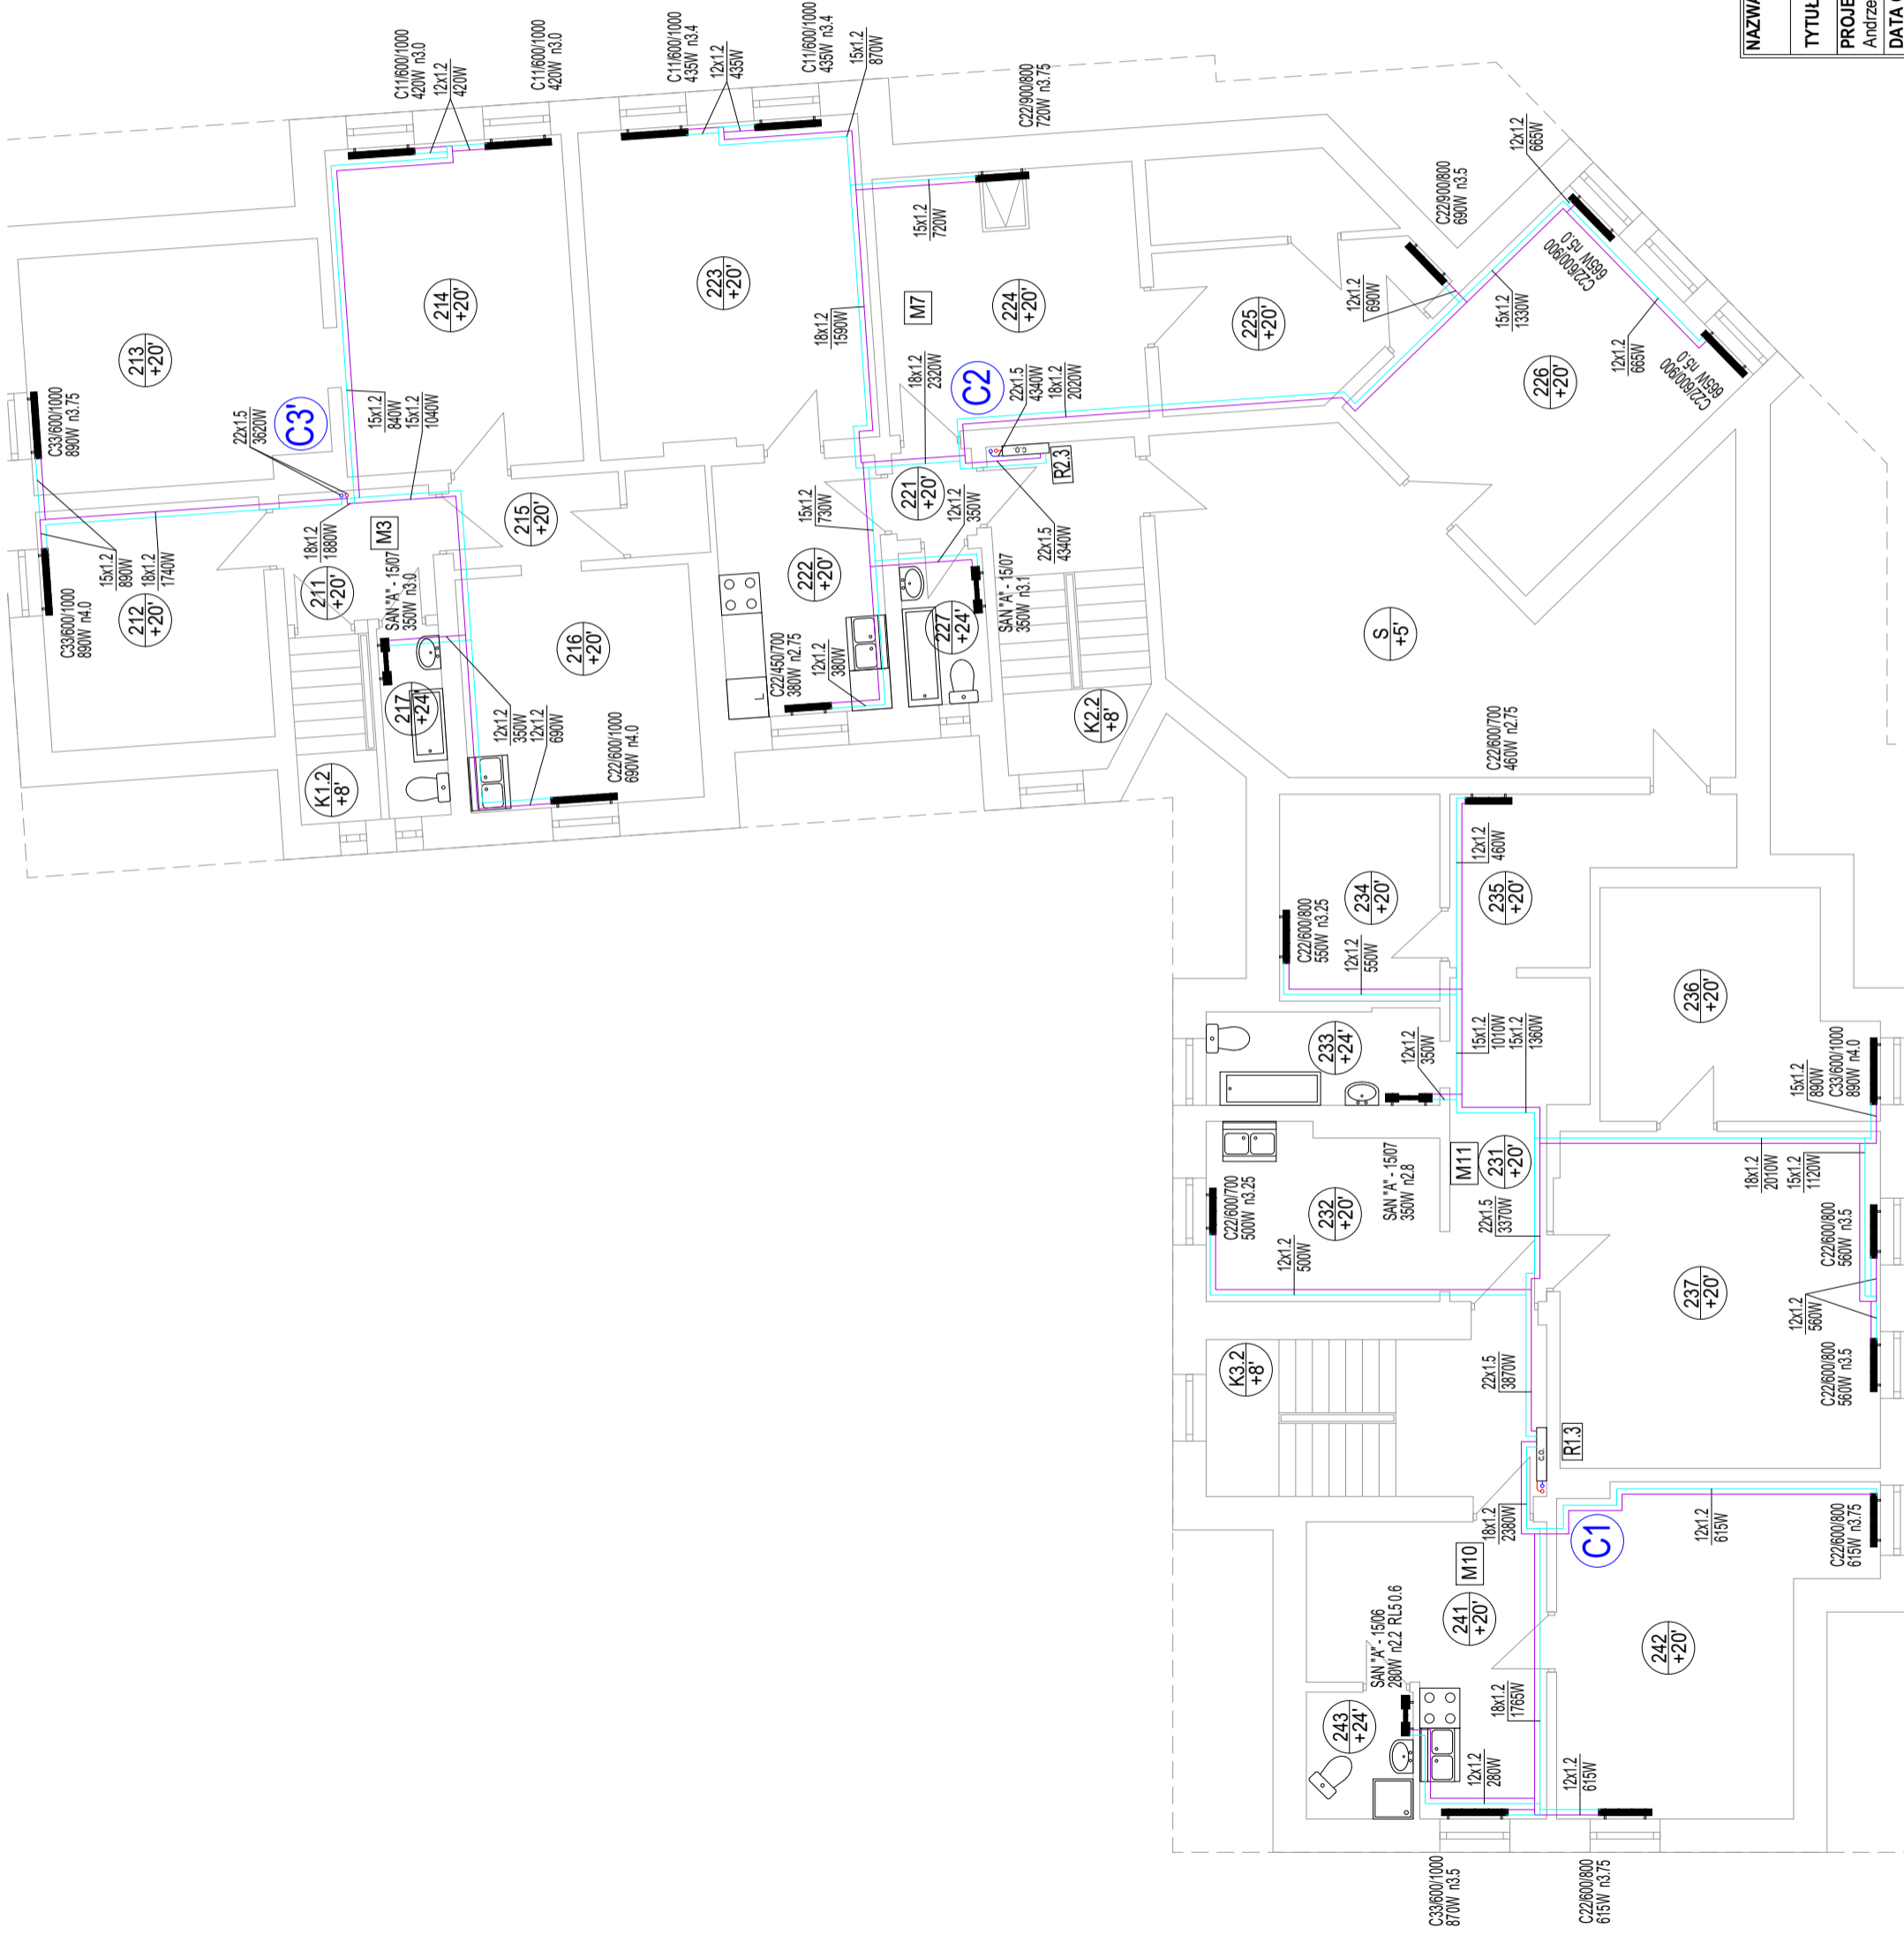 C11/600/1000
420W n3.0
12x1.2
420W
C11/600/1000
420W n3.0
C11/600/1000
435W n3.4
12x1.2
435W
C11/600/1000
435W n3.4
15x1.2
870W
NAZWA
TYTUŁ
PROJE
Andrze
DATA
213
+20'
C33/600/1000
890W n3.75
22x1.5
3620W
C3'
214
+20'
15x1.2
840W
15x1.2
1040W
223
+20'
18x1.2
1590W
15x1.2
720W
C22/900/800
720W n3.75
M7
224
+20'
18x1.2
2320W
C2
22x1.5
4340W
18x1.2
2020W
R2.3
225
+20'
C22/900/800
690W n3.5
12x1.2
690W
12x1.2
665W
C22/600/900
665W n5.0
15x1.2
1330W
12x1.2
665W
C22/600/900
665W n5.0
226
+20'
C33/600/1000
890W n4.0
15x1.2
890W
18x1.2
1740W
212
+20'
18x1.2
1880W
211
+20'
M3
SAN "A" - 15/07
350W n3.0
215
+20'
217
+24'
K1.2
+8'
12x1.2
350W
12x1.2
690W
216
+20'
C22/600/1000
690W n4.0
15x1.2
730W
221
+20'
12x1.2
350W
22x1.5
4340W
222
+20'
L
C22/450/700
380W n2.75
12x1.2
380W
227
+24'
SAN "A" - 15/07
350W n3.1
K2.2
+8'
S
+5'
C22/600/700
460W n2.75
12x1.2
460W
234
+20'
235
+20'
C22/600/800
550W n3.25
12x1.2
550W
233
+24'
12x1.2
350W
15x1.2
1010W
15x1.2
1360W
236
+20'
15x1.2
890W
C33/600/1000
890W n4.0
C22/600/700
500W n3.25
232
+20'
12x1.2
500W
SAN "A" - 15/07
350W n2.8
M11
231
+20'
22x1.5
3370W
18x1.2
2010W
15x1.2
1120W
237
+20'
C22/600/800
560W n3.5
12x1.2
560W
C22/600/800
560W n3.5
K3.2
+8'
22x1.5
3870W
c.o.
R1.3
18x1.2
2380W
C1
12x1.2
615W
C22/600/800
615W n3.75
M10
241
+20'
SAN "A" - 15/06
280W n2.2 RL5 0.6
242
+20'
243
+24'
18x1.2
1765W
12x1.2
280W
12x1.2
615W
C33/600/1000
870W n3.5
C22/600/800
615W n3.75